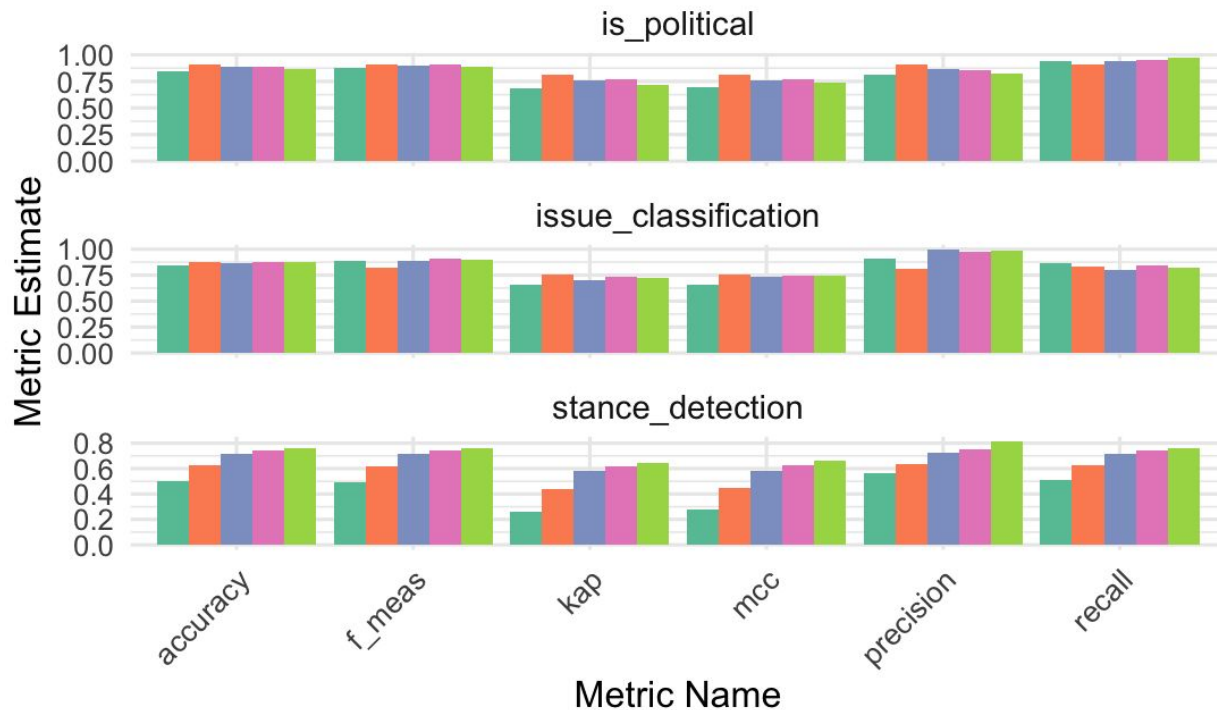 is_political
1.00
0.75
0.50
0.25
0.00
issue_classification
1.00
0.75
0.50
0.25
0.00
stance_detection
0.8
0.6
0.4
0.2
0.0
Metric Estimate
accuracy
f_meas
kap
mcc
precision
recall
Metric Name